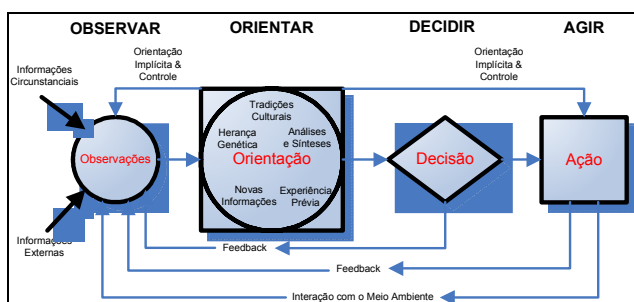 OBSERVAR
ORIENTAR
DECIDIR
AGIR
Orientação
Implícita &
Controle
Orientação
Implícita &
Controle
Informações
Circunstanciais
Tradições
Culturais
Herança
Genética
Análises
e Sínteses
Observações
Orientação
Decisão
Ação
Novas
Informações
Experiência
Prévia
Informações
Externas
Feedback
Feedback
Interação com o Meio Ambiente